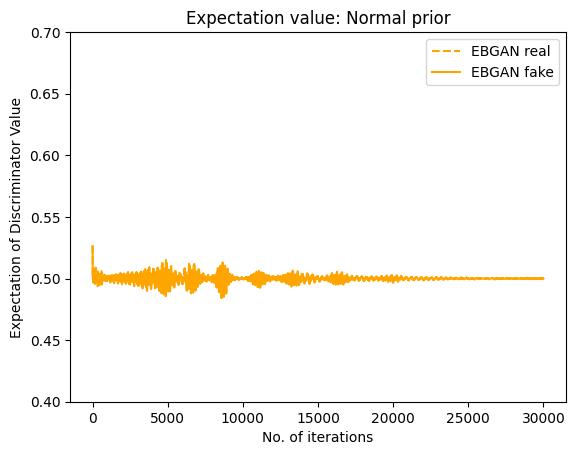 Expectation value: Normal prior
EBGAN real
EBGAN fake
Expectation of Discriminator Value
0.70
0.65
0.60
0.55
0.50
0.45
0.40
0 5000 10000 15000 20000 25000 30000
No. of iterations